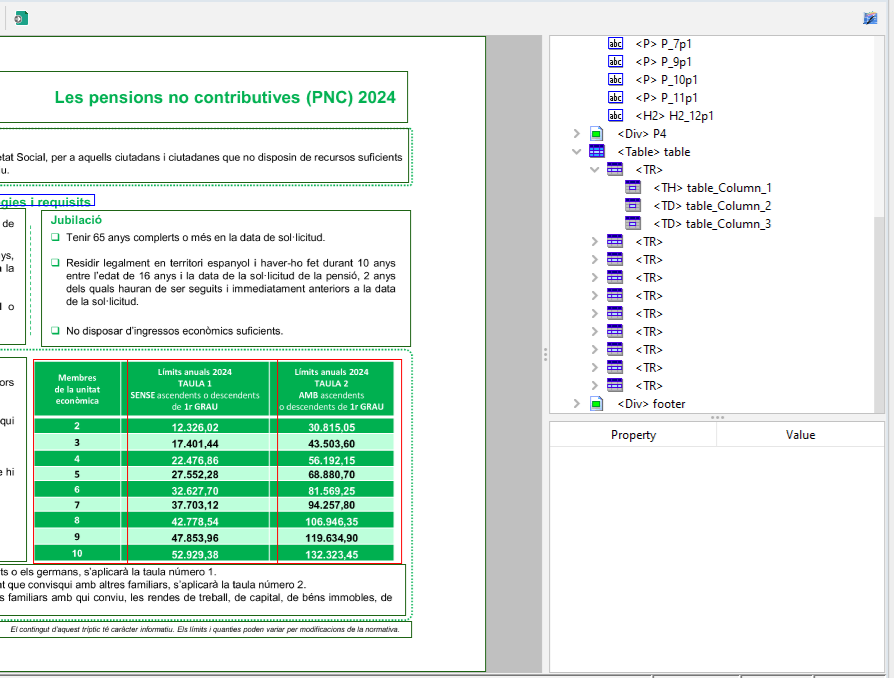 Les pensions no contributives (PNC) 2024
etat Social, per a aquells ciutadans i ciutadanes que no disposin de recursos suficients
u.
gies i requisits
de
ys,
a la
l o
Jubilació
Tenir 65 anys complerts o més en la data de sol·licitud.
Residir legalment en territori espanyol i haver-ho fet durant 10 anys
entre l'edat de 16 anys i la data de la sol·licitud de la pensió, 2 anys
dels quals hauran de ser seguits i immediatament anteriors a la data
de la sol·licitud.
No disposar d'ingressos econòmics suficients.
ors
qui
e hi
Membres
de la unitat
econòmica
Límits anuals 2024
TAULA 1
SENSE ascendents o descendents
de 1r GRAU
Límits anuals 2024
TAULA 2
AMB ascendents
o descendents de 1r GRAU
2 12.326,02 30.815,05
3 17.401,44 43.503,60
4 22.476,86 56.192,15
5 27.552,28 68.880,70
6 32.627,70 81.569,25
7 37.703,12 94.257,80
8 42.778,54 106.946,35
9 47.853,96 119.634,90
10 52.929,38 132.323,45
ts o els germans, s'aplicarà la taula número 1.
at que convisqui amb altres familiars, s'aplicarà la taula número 2.
s familiars amb qui conviu, les rendes de treball, de capital, de béns immobles, de
El contingut d'aquest tríptic té caràcter informatiu. Els límits i quanties poden variar per modificacions de la normativa.
abc <P> P_7p1
abc <P> P_9p1
abc <P> P_10p1
abc <P> P_11p1
abc <H2> H2_12p1
<Div> P4
<Table> table
<TR>
<TH> table_Column_1
<TD> table_Column_2
<TD> table_Column_3
<TR>
<TR>
<TR>
<TR>
<TR>
<TR>
<TR>
<TR>
<TR>
<Div> footer
Property Value